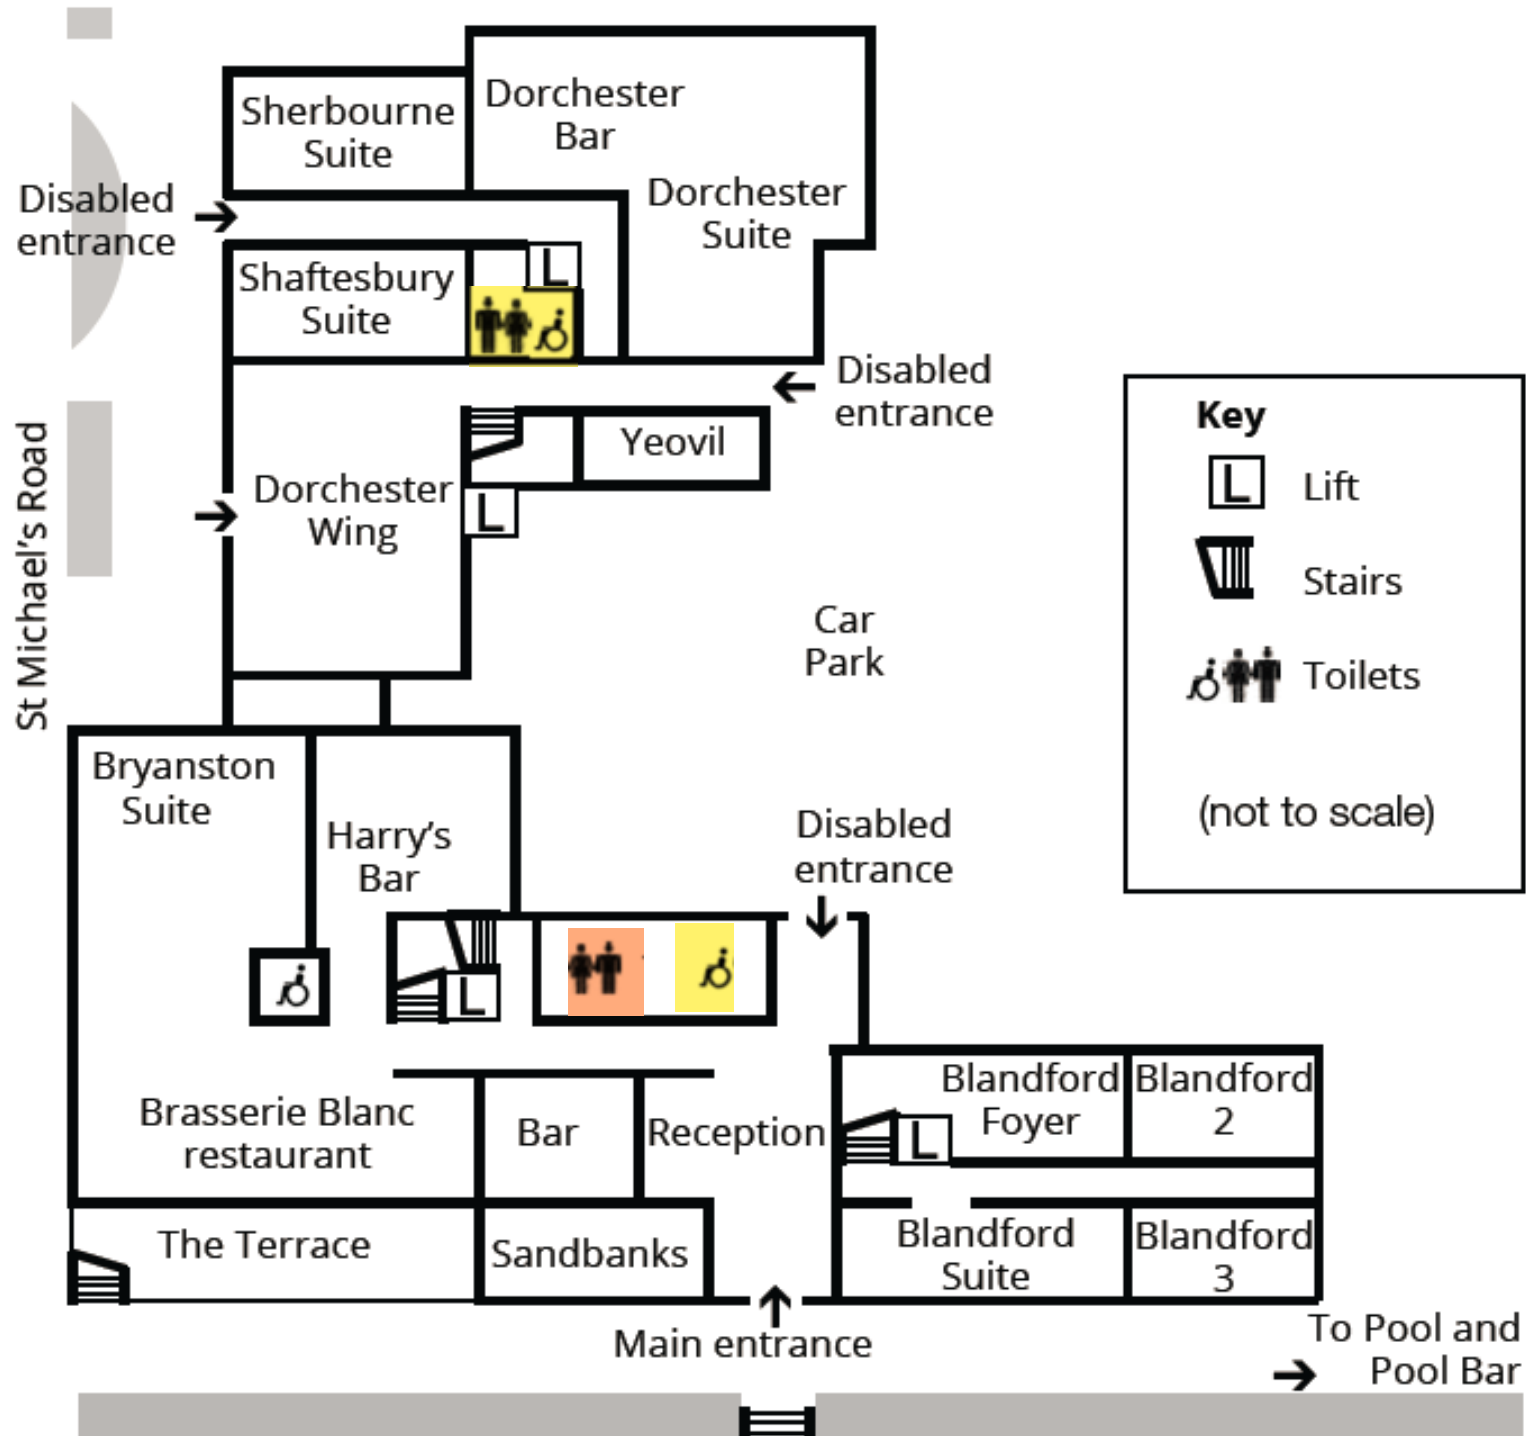 Sherbourne
Suite
Dorchester
Bar
Dorchester
Suite
Disabled
entrance
Shaftesbury
Suite
L
Disabled
entrance
Yeovil
Dorchester
Wing
L
St Michael's Road
Car
Park
Key
L
Lift
Stairs
Toilets
(not to scale)
Bryanston
Suite
Harry's
Bar
Disabled
entrance
L
Brasserie Blanc
restaurant
Bar
Reception
Blandford
Foyer
Blandford
2
L
The Terrace
Sandbanks
Blandford
Suite
Blandford
3
Main entrance
To Pool and
Pool Bar